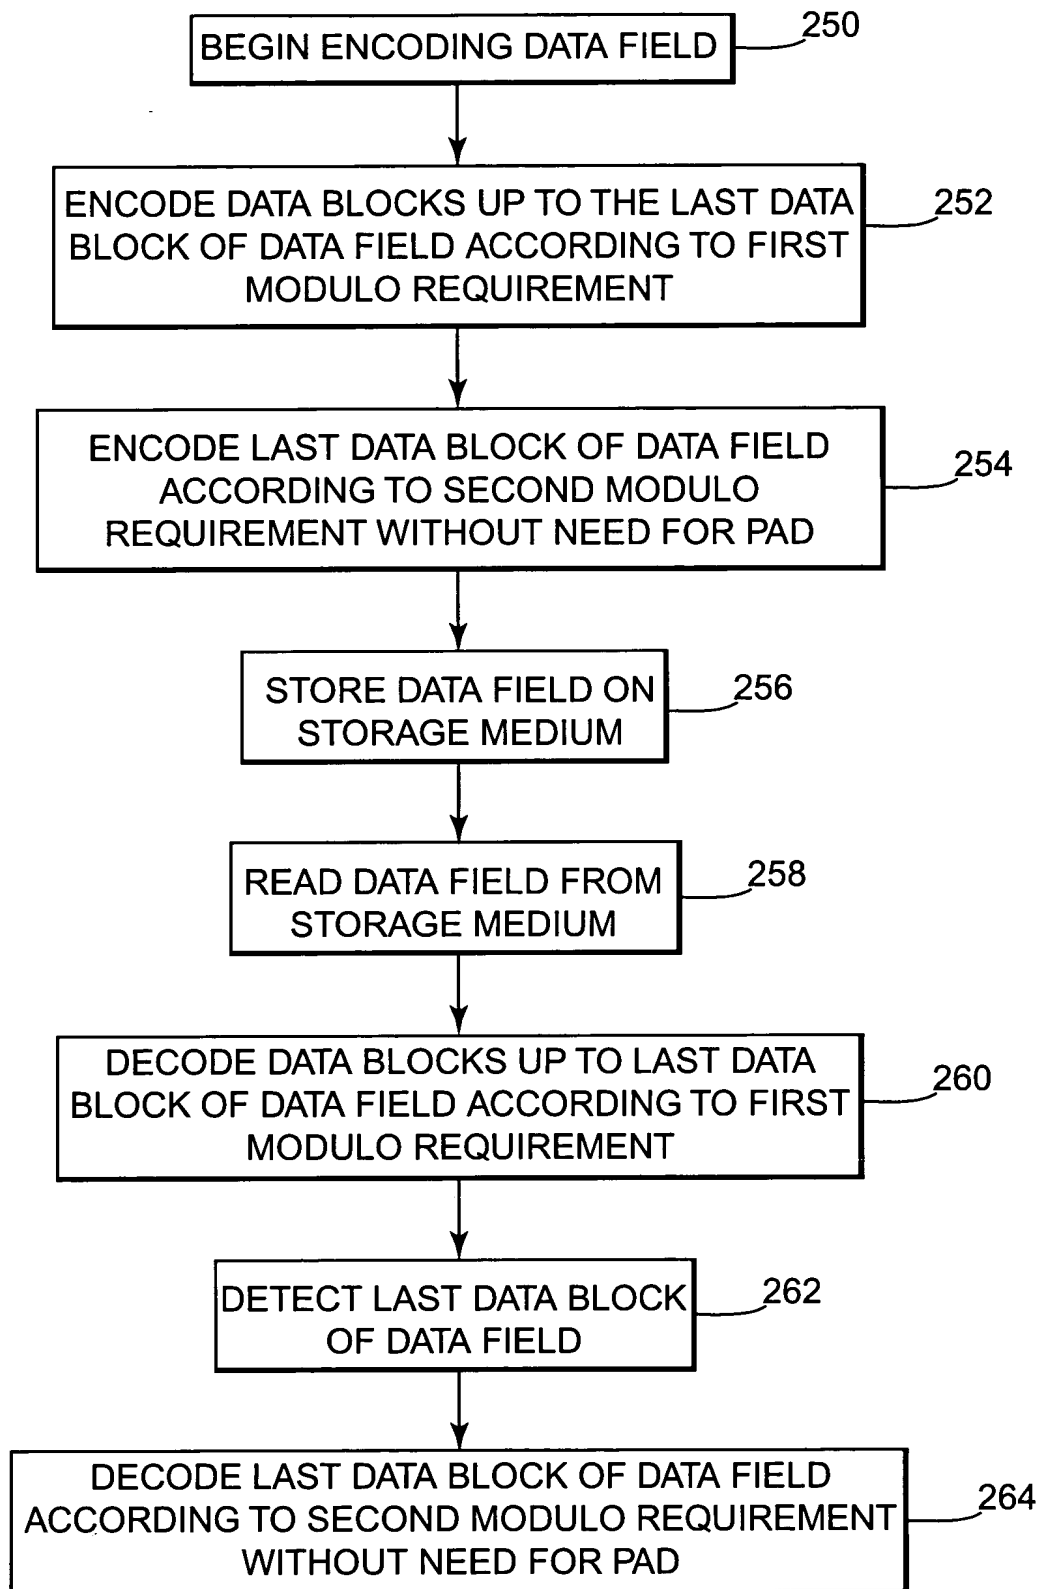 BEGIN ENCODING DATA FIELD
250
ENCODE DATA BLOCKS UP TO THE LAST DATA
BLOCK OF DATA FIELD ACCORDING TO FIRST
MODULO REQUIREMENT
252
ENCODE LAST DATA BLOCK OF DATA FIELD
ACCORDING TO SECOND MODULO
REQUIREMENT WITHOUT NEED FOR PAD
254
STORE DATA FIELD ON
STORAGE MEDIUM
256
READ DATA FIELD FROM
STORAGE MEDIUM
258
DECODE DATA BLOCKS UP TO LAST DATA
BLOCK OF DATA FIELD ACCORDING TO FIRST
MODULO REQUIREMENT
260
DETECT LAST DATA BLOCK
OF DATA FIELD
262
DECODE LAST DATA BLOCK OF DATA FIELD
ACCORDING TO SECOND MODULO REQUIREMENT
WITHOUT NEED FOR PAD
264